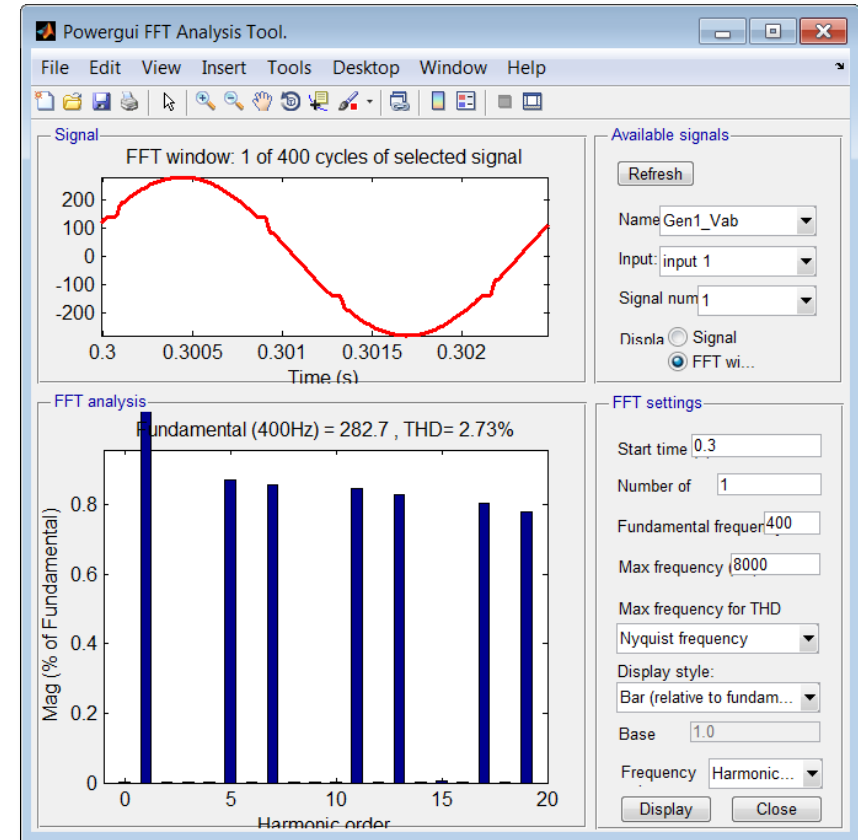 Powergui FFT Analysis Tool.
File Edit View Insert Tools Desktop Window Help
Signal
FFT window: 1 of 400 cycles of selected signal
200
100
0
-100
-200
0.3 0.3005 0.301 0.3015 0.302
Time (s)
FFT analysis
Fundamental (400Hz) = 282.7 , THD= 2.73%
Mag (% of Fundamental)
0.8
0.6
0.4
0.2
0
0 5 10 15 20
Harmonic order
Available signals
Refresh
Name Gen1_Vab
Input: input 1
Signal num 1
Displa Signal
FFT wi...
FFT settings
Start time 0.3
Number of 1
Fundamental frequen 400
Max frequency ( 8000
Max frequency for THD
Nyquist frequency
Display style:
Bar (relative to fundam...
Base 1.0
Frequency Harmonic...
Display Close